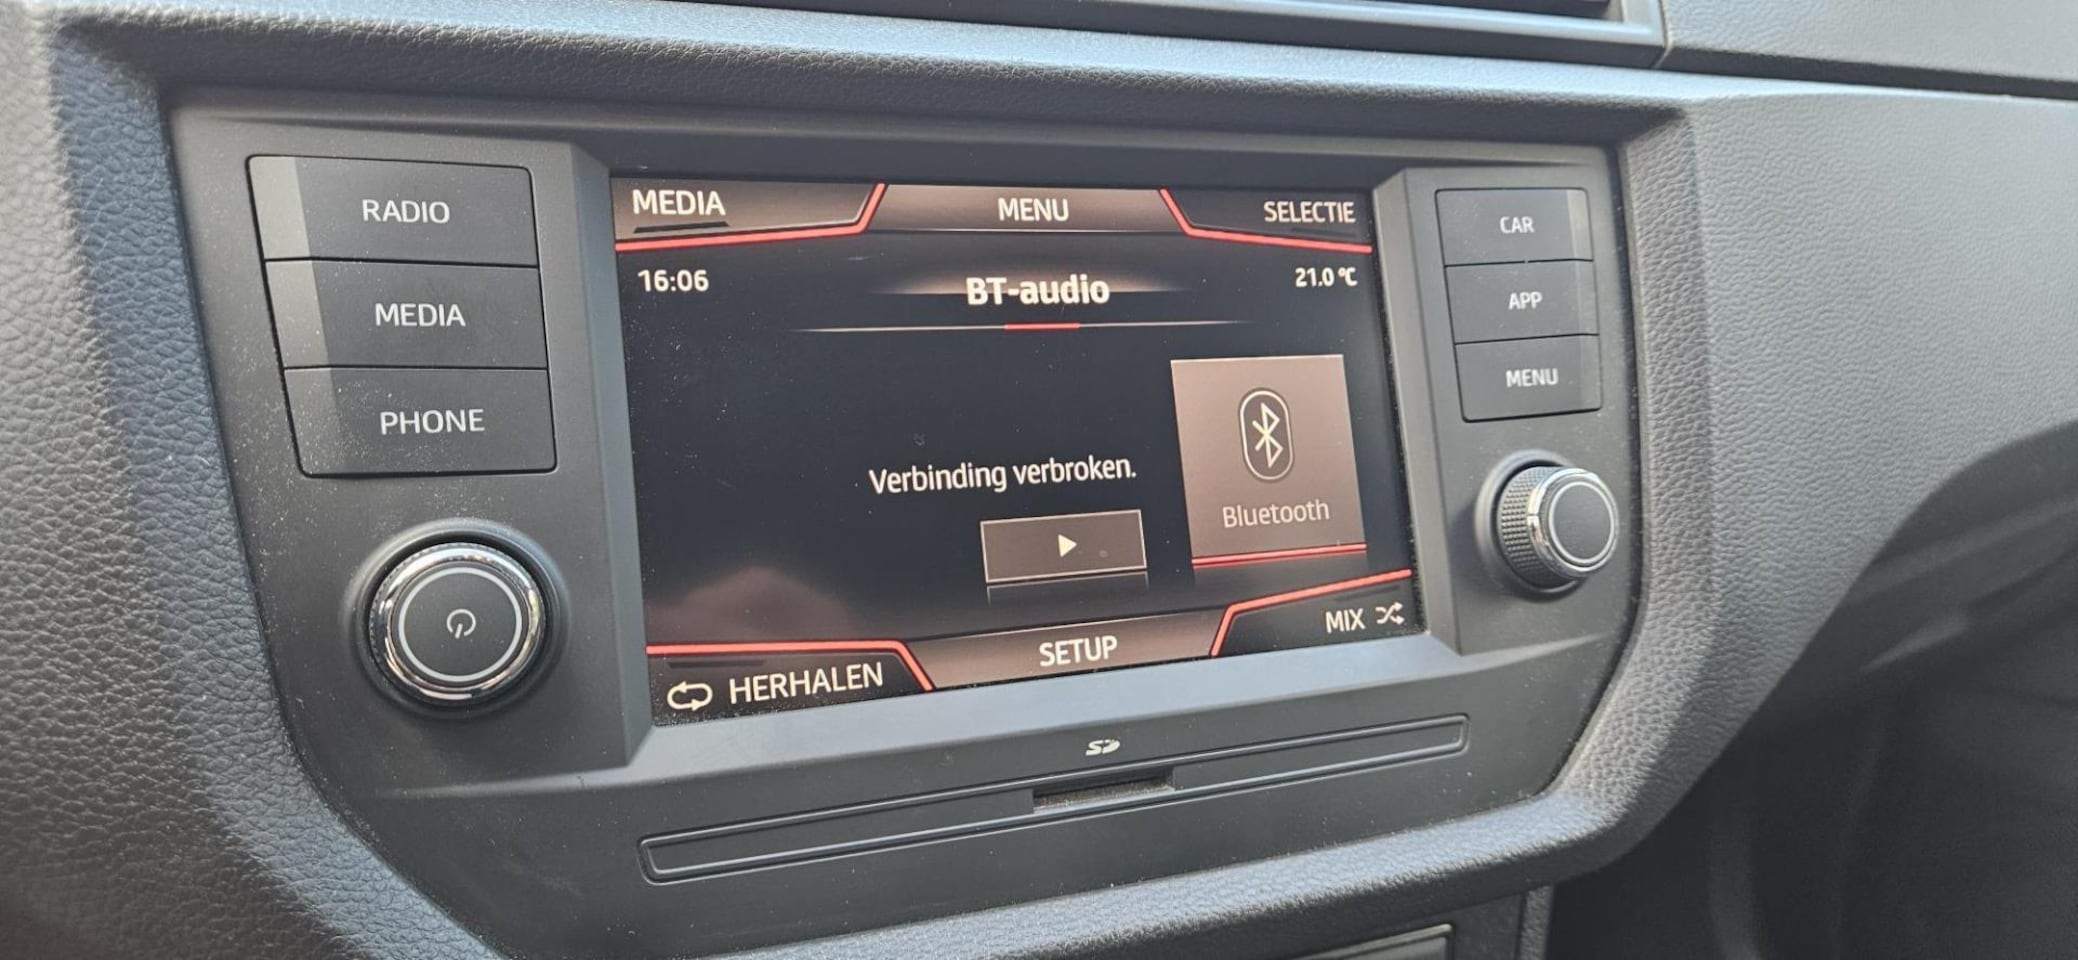 RADIO
MEDIA
PHONE
MEDIA
MENU
SELECTIE
16:06
BT-audio
21.0 °C
Verbinding verbroken.
Bluetooth
HERHALEN
SETUP
MIX
CAR
APP
MENU
SD